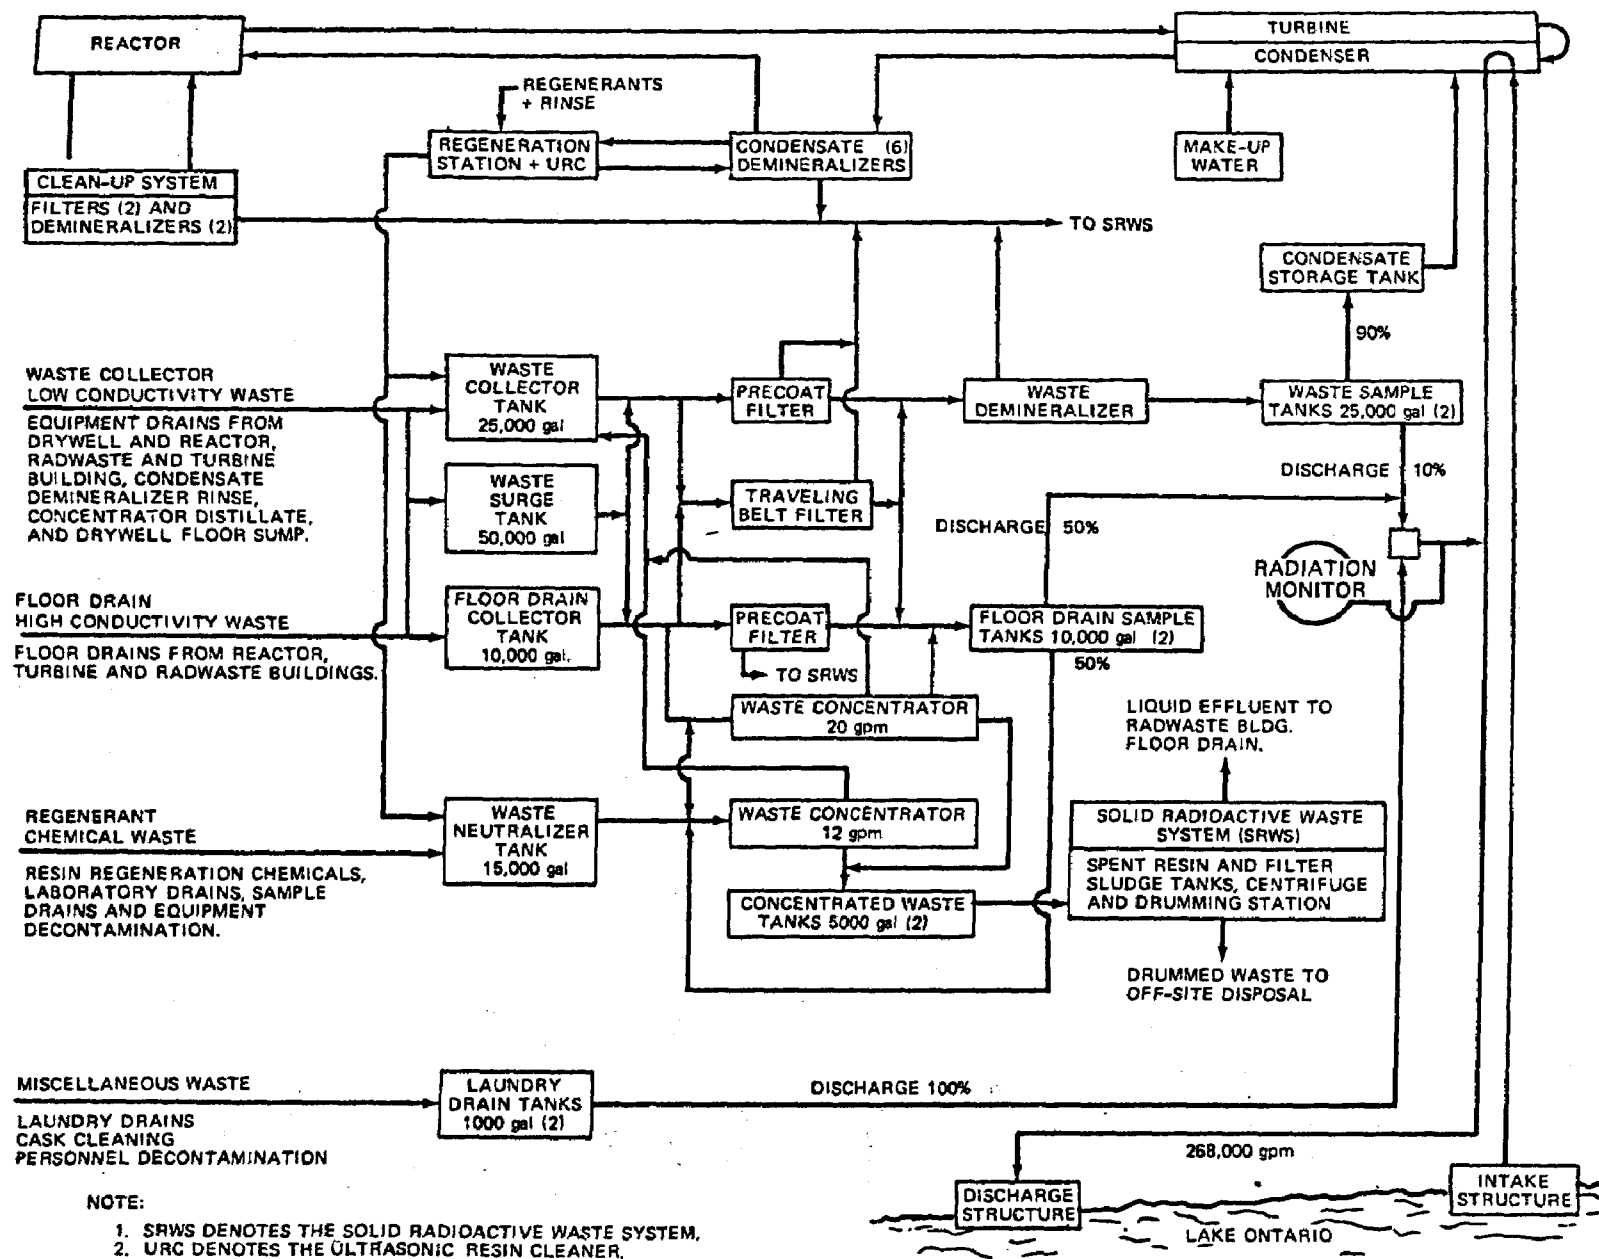 REACTOR
TURBINE
CONDENSER
REGENERANTS
+ RINSE
REGENERATION
STATION + URC
CONDENSATE (6)
DEMINERALIZERS
MAKE-UP
WATER
CLEAN-UP SYSTEM
FILTERS (2) AND
DEMINERALIZERS (2)
TO SRWS
CONDENSATE
STORAGE TANK
90%
WASTE COLLECTOR
LOW CONDUCTIVITY WASTE
EQUIPMENT DRAINS FROM
DRYWELL AND REACTOR,
RADWASTE AND TURBINE
BUILDING, CONDENSATE
DEMINERALIZER RINSE,
CONCENTRATOR DISTILLATE,
AND DRYWELL FLOOR SUMP.
WASTE
COLLECTOR
TANK
25,000 gal
PRECOAT
FILTER
WASTE
DEMINERALIZER
WASTE SAMPLE
TANKS 25,000 gal (2)
DISCHARGE 10%
WASTE
SURGE
TANK
50,000 gal
TRAVELING
BELT FILTER
DISCHARGE 50%
RADIATION
MONITOR
FLOOR DRAIN
HIGH CONDUCTIVITY WASTE
FLOOR DRAINS FROM REACTOR,
TURBINE AND RADWASTE BUILDINGS.
FLOOR DRAIN
COLLECTOR
TANK
10,000 gal.
PRECOAT
FILTER
TO SRWS
FLOOR DRAIN SAMPLE
TANKS 10,000 gal (2)
50%
WASTE CONCENTRATOR
20 gpm
LIQUID EFFLUENT TO
RADWASTE BLDG.
FLOOR DRAIN.
REGENERANT
CHEMICAL WASTE
RESIN REGENERATION CHEMICALS,
LABORATORY DRAINS, SAMPLE
DRAINS AND EQUIPMENT
DECONTAMINATION.
WASTE
NEUTRALIZER
TANK
15,000 gal
WASTE CONCENTRATOR
12 gpm
CONCENTRATED WASTE
TANKS 5000 gal (2)
SOLID RADIOACTIVE WASTE
SYSTEM (SRWS)
SPENT RESIN AND FILTER
SLUDGE TANKS, CENTRIFUGE
AND DRUMMING STATION
DRUMMED WASTE TO
OFF-SITE DISPOSAL
MISCELLANEOUS WASTE
LAUNDRY DRAINS
CASK CLEANING
PERSONNEL DECONTAMINATION
LAUNDRY
DRAIN TANKS
1000 gal (2)
DISCHARGE 100%
268,000 gpm
DISCHARGE
STRUCTURE
INTAKE
STRUCTURE
LAKE ONTARIO
NOTE:
1. SRWS DENOTES THE SOLID RADIOACTIVE WASTE SYSTEM.
2. URC DENOTES THE ULTRASONIC RESIN CLEANER.